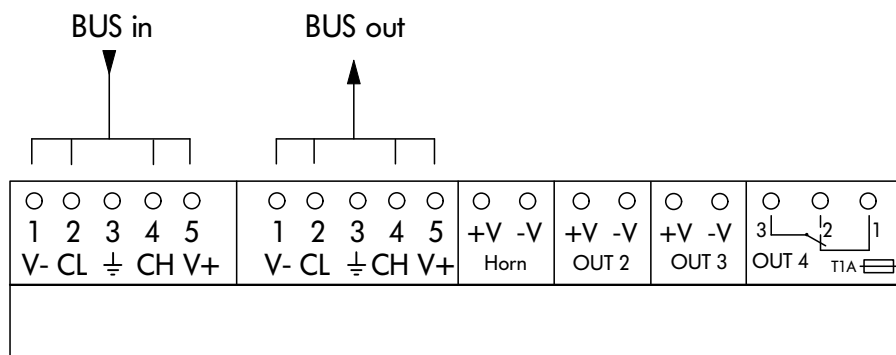 BUS in BUS out
1 2 3 4 5 1 2 3 4 5 +V -V +V -V +V -V 3 2 1
V- CL ⏚ CH V+ V- CL ⏚ CH V+ Horn OUT 2 OUT 3 OUT 4 T1A